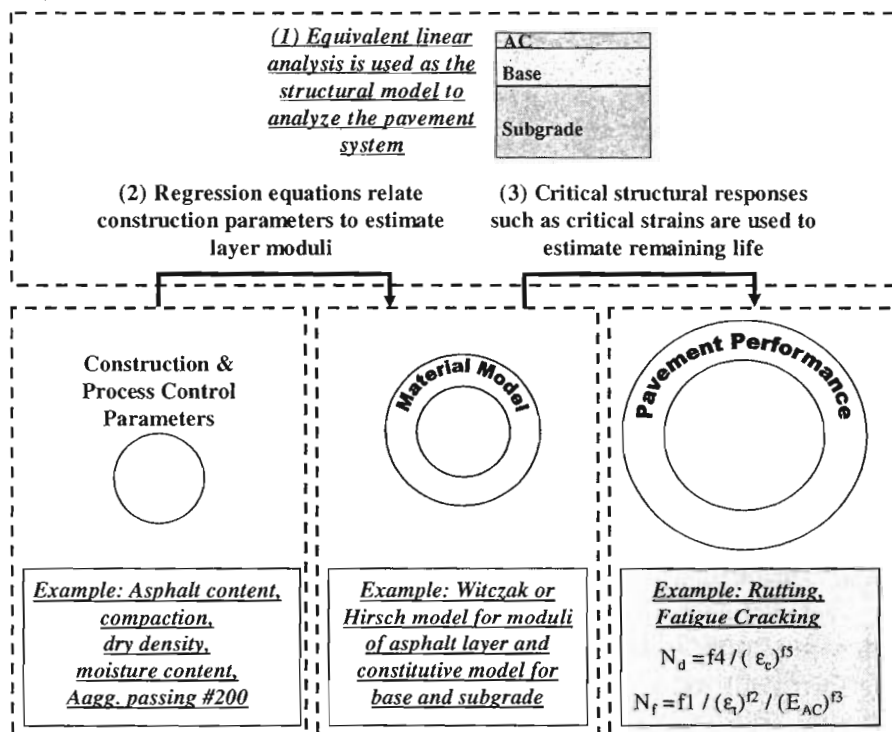 (1) Equivalent linear
analysis is used as the
structural model to
analyze the pavement
system
AC
Base
Subgrade
(2) Regression equations relate
construction parameters to estimate
layer moduli
(3) Critical structural responses
such as critical strains are used to
estimate remaining life
Construction &
Process Control
Parameters
Material Model
Pavement Performance
Example: Asphalt content,
compaction,
dry density,
moisture content,
Aagg. passing #200
Example: Witczak or
Hirsch model for moduli
of asphalt layer and
constitutive model for
base and subgrade
Example: Rutting,
Fatigue Cracking
N_d = f4 / ( ε_c)^f5
N_f = f1 / (ε_t)^f2 / (E_AC)^f3